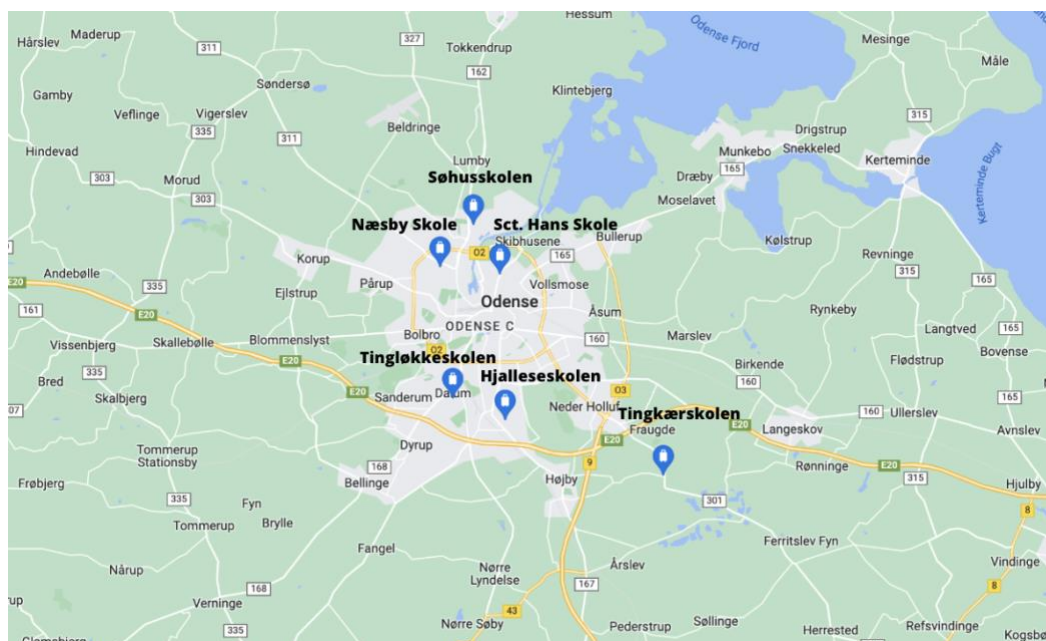 Hessum
Hårslev
Maderup
311
327
Tokkendrup
Odense Fjord
Mesinge
Måle
162
Søndersø
Gamby
Klintebjerg
Veflinge
Vigerslev
335
Beldringe
315
Drigstrup
Hindevad
311
Munkebo
Snekkeled
Kerteminde
303
Morud
303
Lumby
Dræby
165
Kerteminde Bugt
Søhusskolen
Moselavet
Næsby Skole
Sct. Hans Skole
Skibhusene
Bullerup
Kølstrup
Korup
O2
165
Revninge
Andebølle
E20
335
Pårup
Vollsmose
315
Ejlstrup
Odense
Åsum
Rynkeby
161
E20
ODENSE C
Bolbro
160
Marslev
Langtved
165
Vissenbjerg
Skallebølle
Blommenslyst
E20
O2
Flødstrup
Bovense
Tingløkkeskolen
Birkende
Bred
335
E20
Sanderum
Dalum
Hjalleseskolen
160
O3
165
07
Skalbjerg
Neder Holluf
Tingkærskolen
160
Ullerslev
Fraugde
E20
Langeskov
Avnslev
E20
Dyrup
Tommerup
Stationsby
168
9
Rønninge
E20
315
Frøbjerg
Bellinge
Højby
301
Hjulby
335
Fyn
8
Tommerup
Brylle
Ferritslev Fyn
Vindinge
Fangel
Nørre
Lyndelse
Årslev
Nårup
168
167
8
Verninge
43
335
Nørre Søby
Pederstrup
Søllinge
Herrested
Refsvindinge